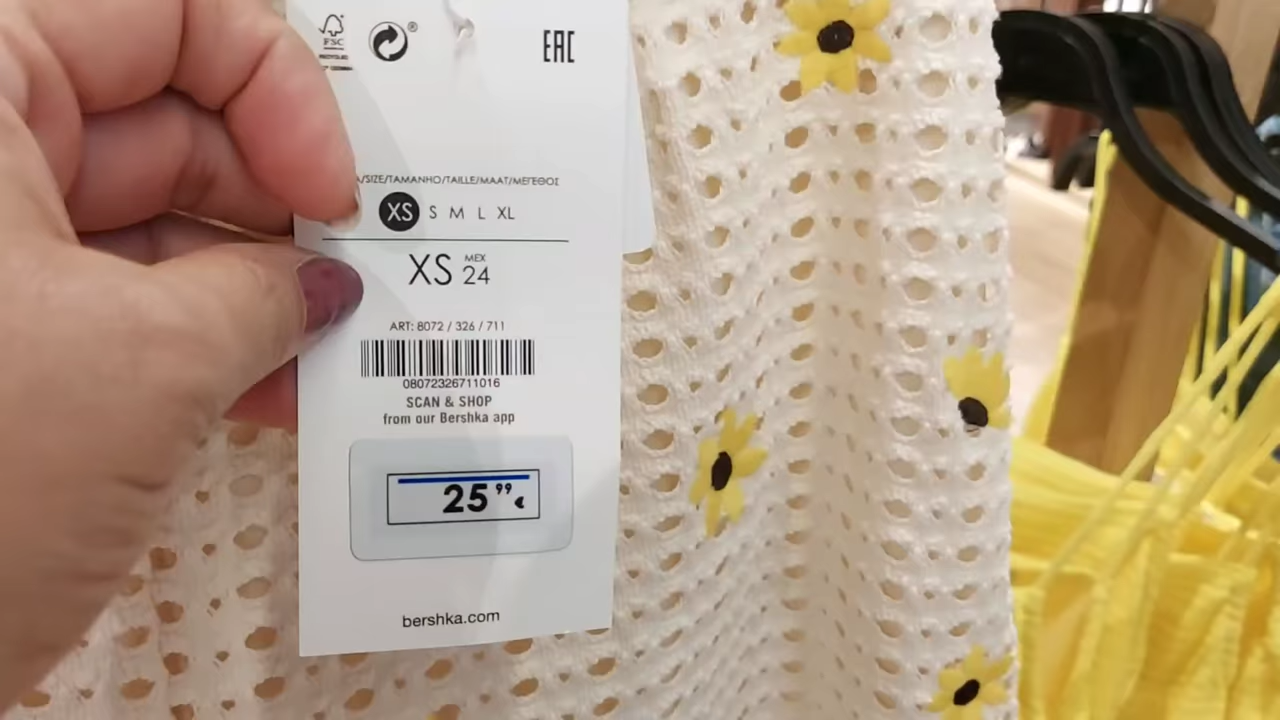 FSC
RECYCLED
®
EAC
/SIZE/TAMANHO/TAILLE/MAAT/ΜΕΓΕΘΟΣ
XS S M L XL
XS MEX 24
ART: 8072 / 326 / 711
08072326711016
SCAN & SHOP
from our Bershka app
25,99 €
bershka.com